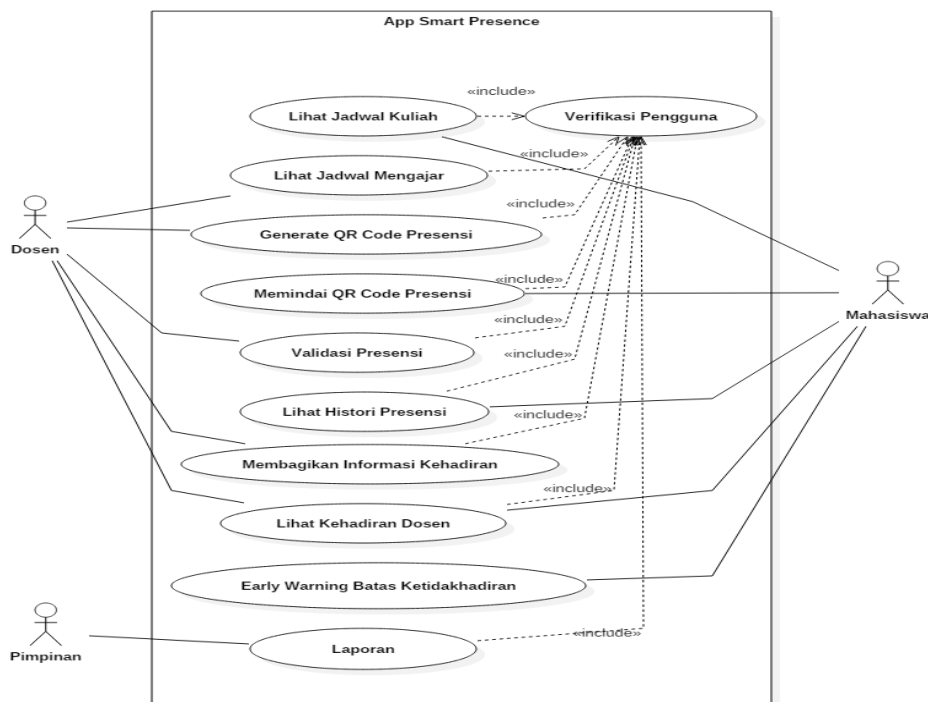 App Smart Presence
«include»
Lihat Jadwal Kuliah
Verifikasi Pengguna
«include»
Lihat Jadwal Mengajar
«include»
Generate QR Code Presensi
Dosen
«include»
Memindai QR Code Presensi
Mahasiswa
«include»
Validasi Presensi
«include»
Lihat Histori Presensi
«include»
Membagikan Informasi Kehadiran
«include»
Lihat Kehadiran Dosen
Early Warning Batas Ketidakhadiran
«include»
Laporan
Pimpinan